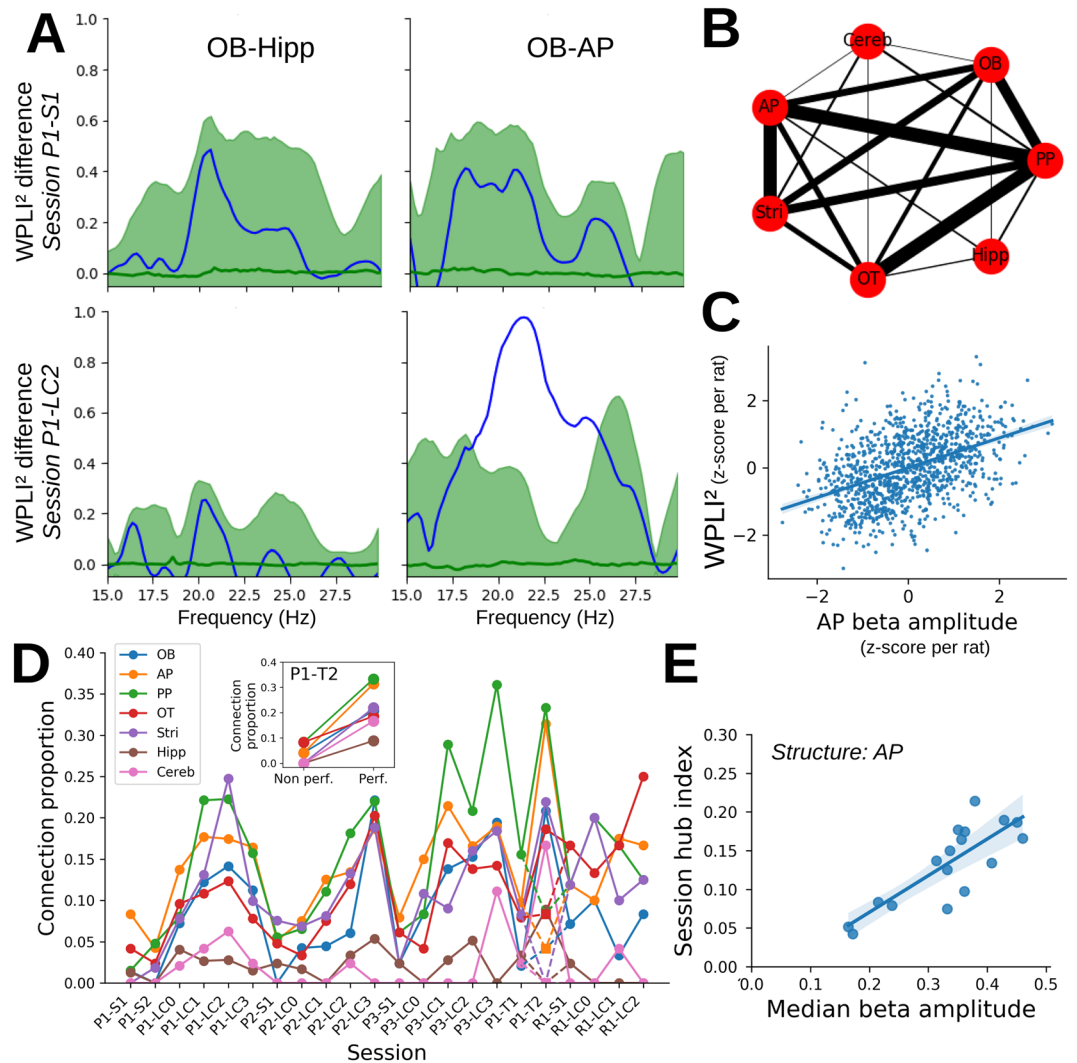 A
OB-Hipp
OB-AP
WPLI² difference
Session P1-S1
1.0
0.8
0.6
0.4
0.2
0.0
WPLI² difference
Session P1-LC2
1.0
0.8
0.6
0.4
0.2
0.0
15.0 17.5 20.0 22.5 25.0 27.5
15.0 17.5 20.0 22.5 25.0 27.5
Frequency (Hz)
Frequency (Hz)
B
Cereb
OB
AP
PP
Stri
Hipp
OT
C
WPLI² (z-score per rat)
2
0
−2
−2 0 2
AP beta amplitude
(z-score per rat)
D
Connection proportion
0.40
0.35
0.30
0.25
0.20
0.15
0.10
0.05
0.00
OB
AP
PP
OT
Stri
Hipp
Cereb
P1-T2
Connection
proportion
0.4
0.3
0.2
0.1
0.0
Non perf. Perf.
P1-S1
P1-S2
P1-LC0
P1-LC1
P1-LC2
P1-LC3
P2-S1
P2-LC0
P2-LC1
P2-LC2
P2-LC3
P3-S1
P3-LC0
P3-LC1
P3-LC2
P3-LC3
P1-T1
P1-T2
R1-S1
R1-LC0
R1-LC1
R1-LC2
Session
E
Structure: AP
Session hub index
0.30
0.25
0.20
0.15
0.10
0.05
0.00
0.0 0.1 0.2 0.3 0.4 0.5
Median beta amplitude